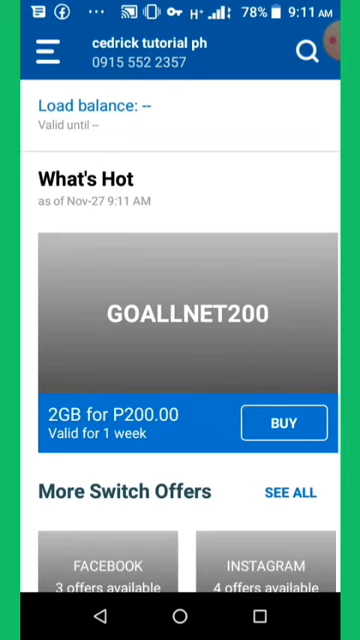 H+ 78% 9:11 AM
cedrick tutorial ph
0915 552 2357
Load balance: --
Valid until --
What's Hot
as of Nov-27 9:11 AM
GOALLNET200
2GB for P200.00
Valid for 1 week
BUY
More Switch Offers
SEE ALL
FACEBOOK
3 offers available
INSTAGRAM
4 offers available